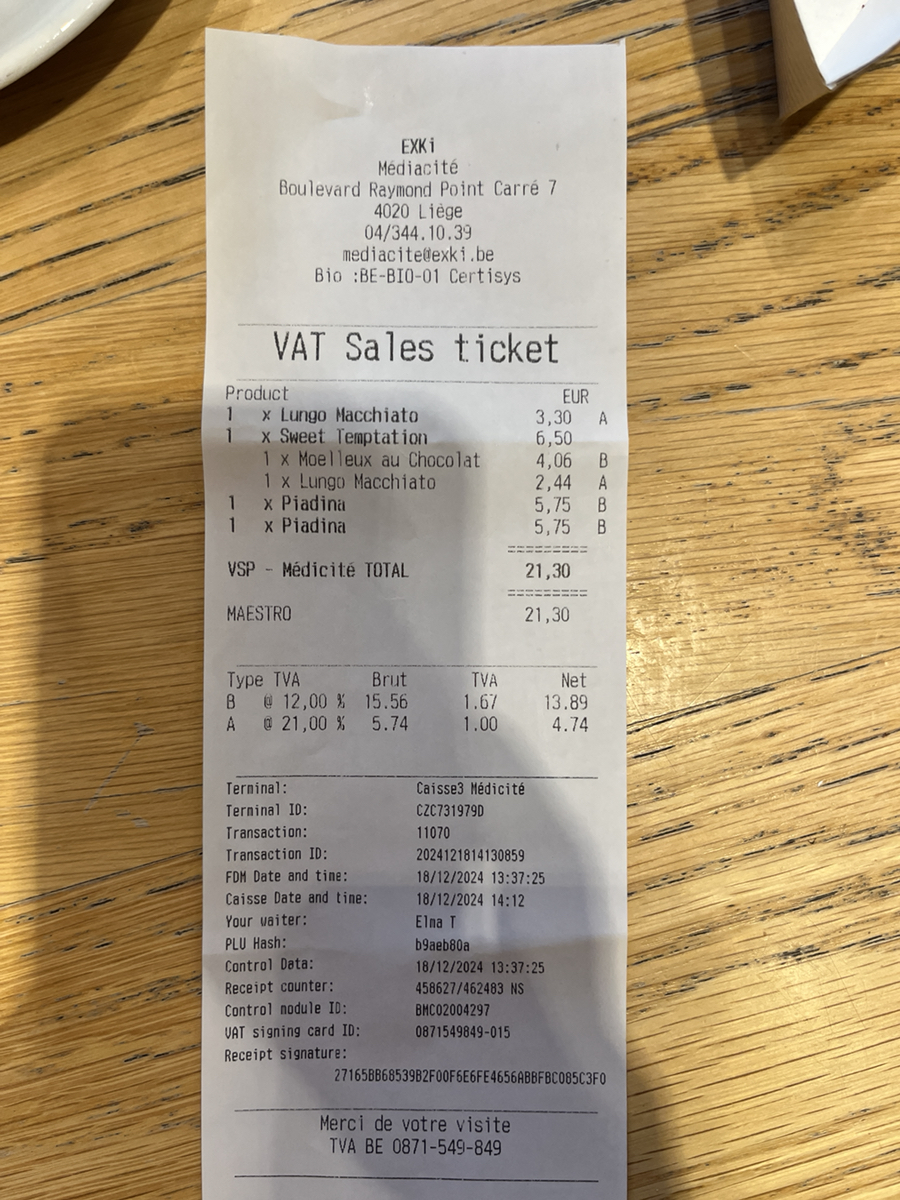 EXKi
Médiacité
Boulevard Raymond Point Carré 7
4020 Liège
04/344.10.39
mediacite@exki.be
Bio :BE-BIO-01 Certisys
VAT Sales ticket
Product EUR
1 x Lungo Macchiato 3,30 A
1 x Sweet Temptation 6,50
1 x Moelleux au Chocolat 4,06 B
1 x Lungo Macchiato 2,44 A
1 x Piadina 5,75 B
1 x Piadina 5,75 B
=========
VSP - Médicité TOTAL 21,30
=========
MAESTRO 21,30
Type TVA Brut TVA Net
B @ 12,00 % 15.56 1.67 13.89
A @ 21,00 % 5.74 1.00 4.74
Terminal: Caisse3 Médicité
Terminal ID: CZC731979D
Transaction: 11070
Transaction ID: 2024121814130859
FDM Date and time: 18/12/2024 13:37:25
Caisse Date and time: 18/12/2024 14:12
Your waiter: Elma T
PLU Hash: b9aeb80a
Control Data: 18/12/2024 13:37:25
Receipt counter: 458627/462483 NS
Control module ID: BMC02004297
VAT signing card ID: 0871549849-015
Receipt signature:
27165BB68539B2F00F6E6FE4656ABBFBC085C3F0
Merci de votre visite
TVA BE 0871-549-849